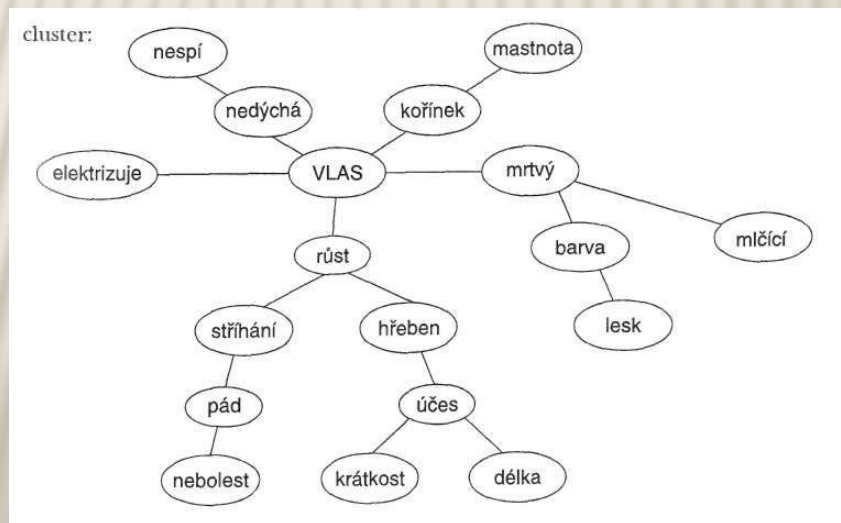 cluster:
nespí
mastnota
nedýchá
kořínek
elektrizuje
VLAS
mrtvý
růst
barva
mlčící
stříhání
hřeben
lesk
pád
účes
nebolest
krátkost
délka